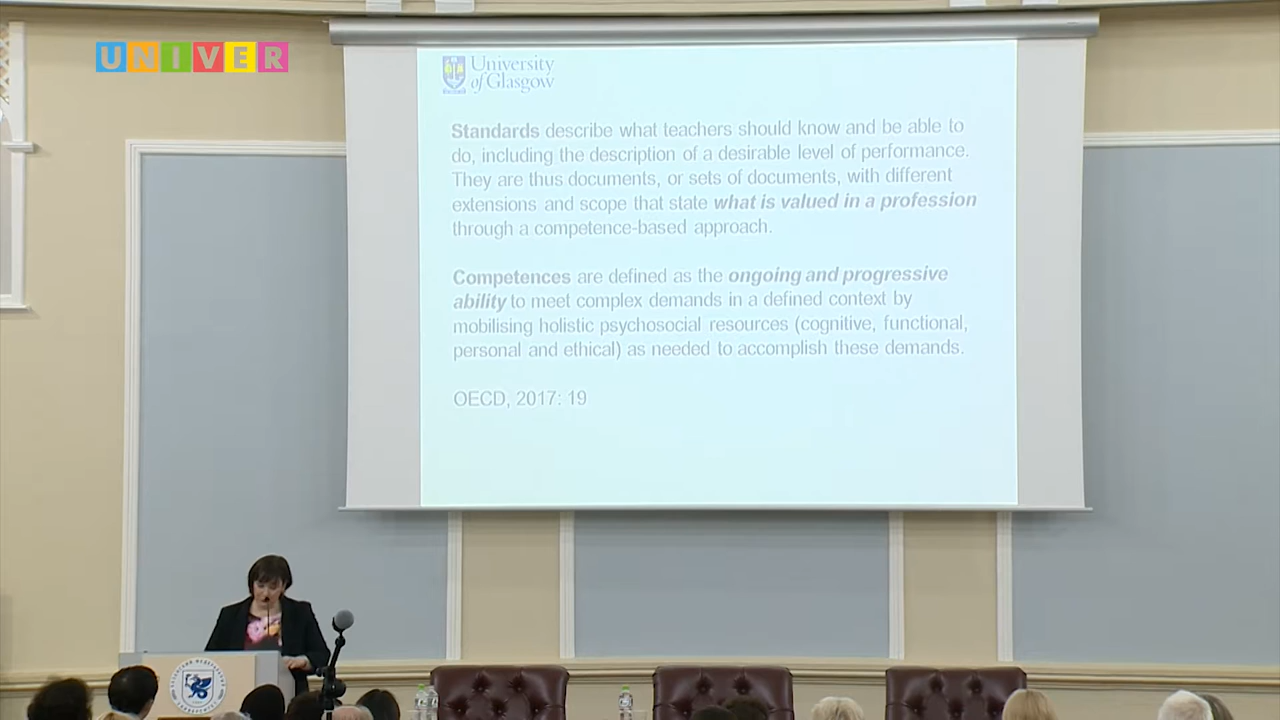 UNIVER
University
of Glasgow
Standards describe what teachers should know and be able to
do, including the description of a desirable level of performance.
They are thus documents, or sets of documents, with different
extensions and scope that state what is valued in a profession
through a competence-based approach.
Competences are defined as the ongoing and progressive
ability to meet complex demands in a defined context by
mobilising holistic psychosocial resources (cognitive, functional,
personal and ethical) as needed to accomplish these demands.
OECD, 2017: 19